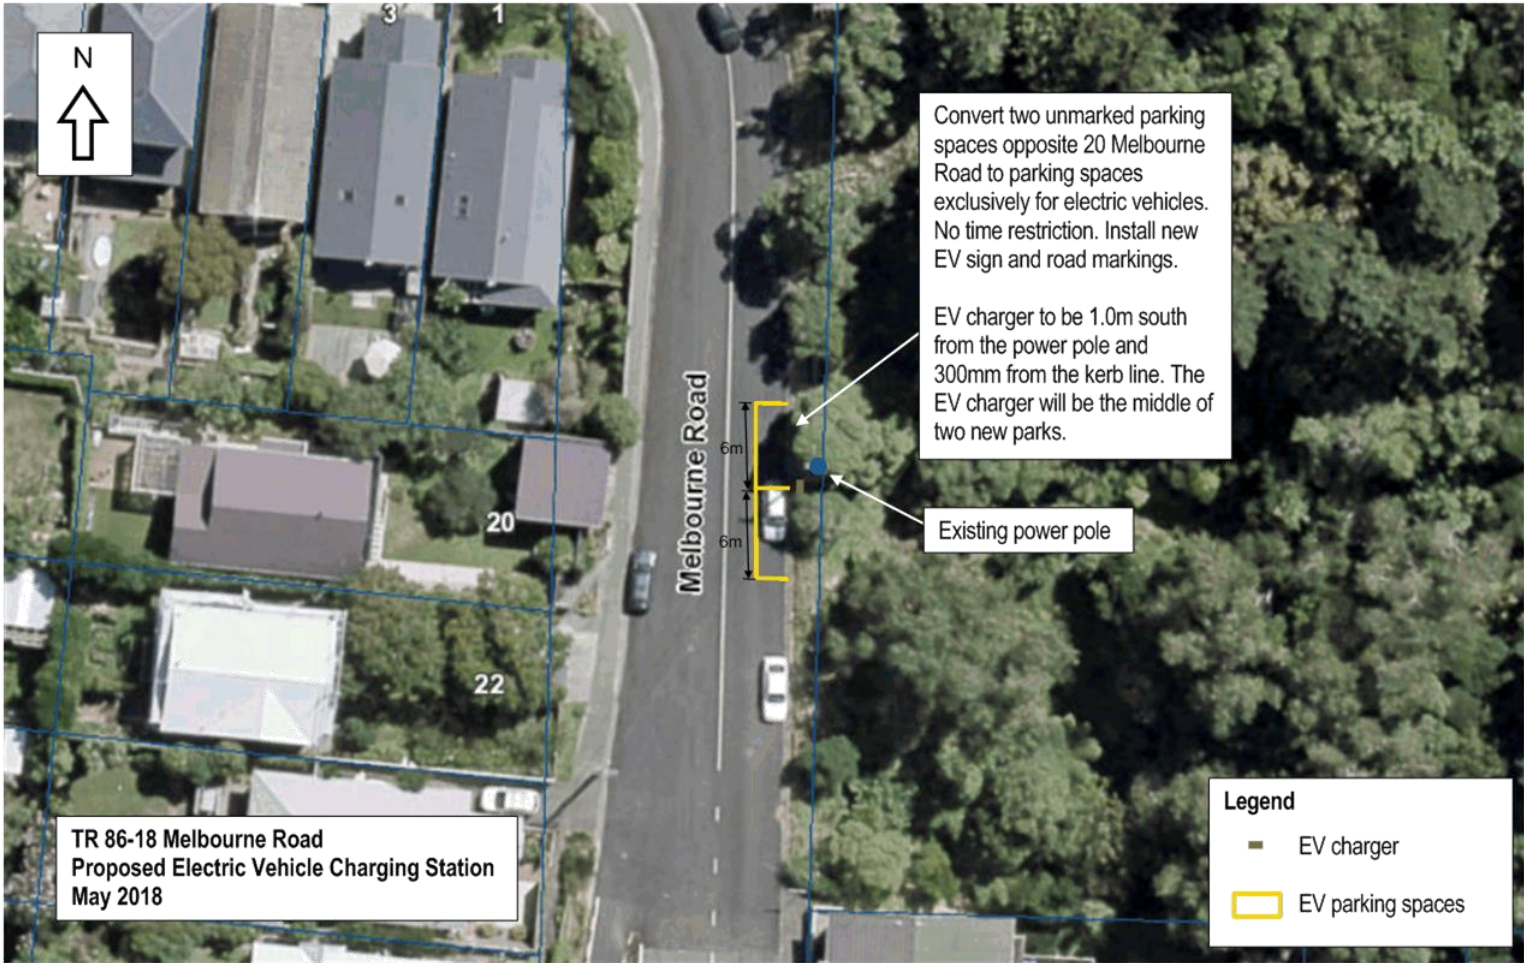 3
1
N
Convert two unmarked parking
spaces opposite 20 Melbourne
Road to parking spaces
exclusively for electric vehicles.
No time restriction. Install new
EV sign and road markings.
EV charger to be 1.0m south
from the power pole and
300mm from the kerb line. The
EV charger will be the middle of
two new parks.
Melbourne Road
6m
6m
20
Existing power pole
22
Legend
EV charger
EV parking spaces
TR 86-18 Melbourne Road
Proposed Electric Vehicle Charging Station
May 2018